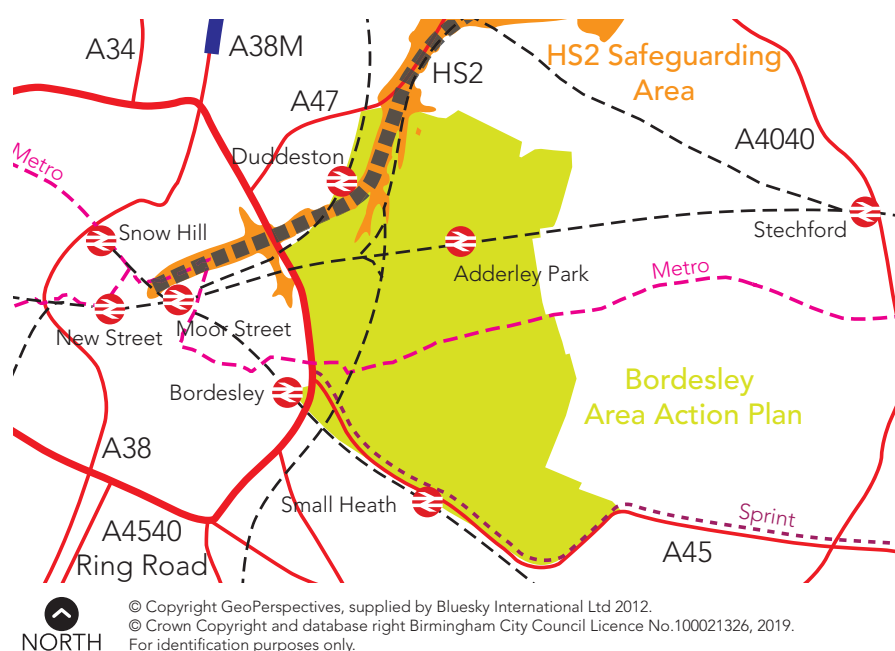 A34
A38M
HS2
HS2 Safeguarding
Area
A47
A4040
Metro
Duddeston
Snow Hill
Stechford
Adderley Park
Metro
New Street
Moor Street
Bordesley
Bordesley
Area Action Plan
A38
Small Heath
Sprint
A4540
Ring Road
A45
NORTH
© Copyright GeoPerspectives, supplied by Bluesky International Ltd 2012.
© Crown Copyright and database right Birmingham City Council Licence No.100021326, 2019.
For identification purposes only.